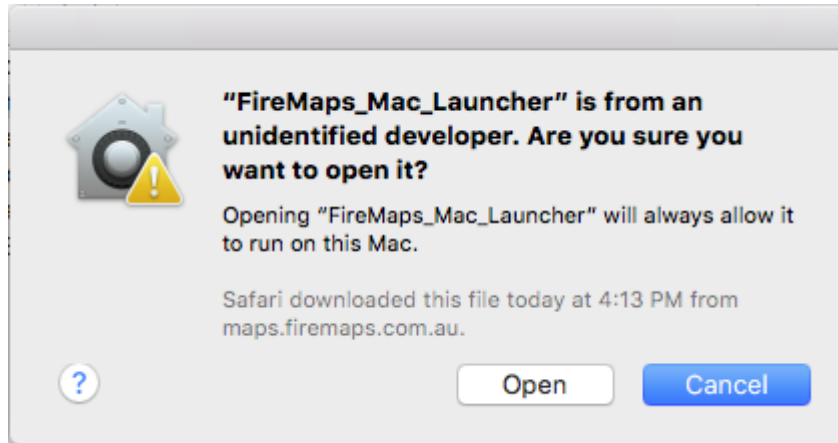 "FireMaps_Mac_Launcher" is from an
unidentified developer. Are you sure you
want to open it?
Opening "FireMaps_Mac_Launcher" will always allow it
to run on this Mac.
Safari downloaded this file today at 4:13 PM from
maps.firemaps.com.au.
?
Open
Cancel